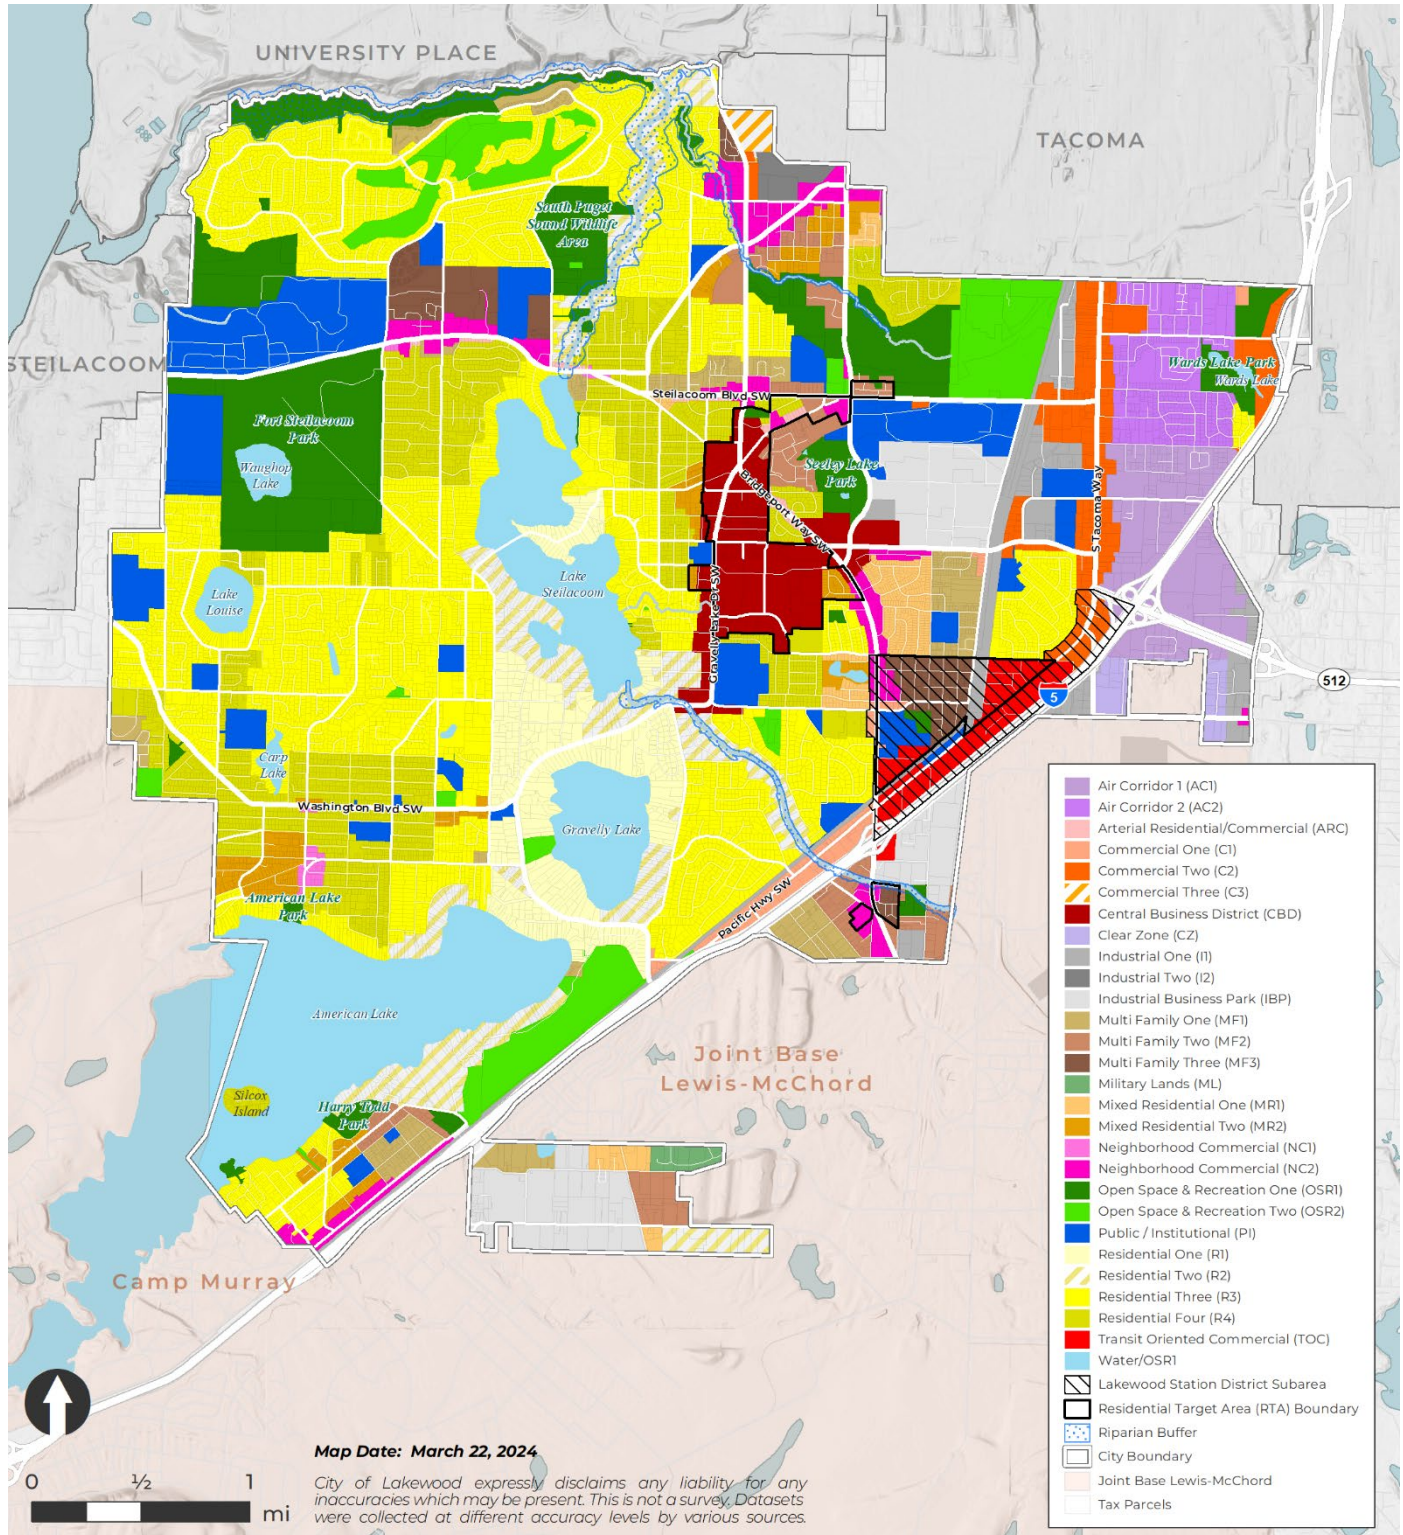 UNIVERSITY PLACE
TACOMA
South Puget
Sound Wildlife
Area
STEILACOOM
Wards Lake Park
Wards Lake
Steilacoom Blvd SW
Fort Steilacoom
Park
Waughop
Lake
Seeley Lake
Park
Bridgeport Way SW
S Tacoma Way
Lake
Steilacoom
Lake
Louise
Gravelly Lake Dr SW
512
5
Carp
Lake
Washington Blvd SW
Gravelly Lake
American Lake
Park
Pacific Hwy SW
American Lake
Joint Base
Lewis-McChord
Silcox
Island
Harry Todd
Park
Camp Murray
Air Corridor 1 (AC1)
Air Corridor 2 (AC2)
Arterial Residential/Commercial (ARC)
Commercial One (C1)
Commercial Two (C2)
Commercial Three (C3)
Central Business District (CBD)
Clear Zone (CZ)
Industrial One (I1)
Industrial Two (I2)
Industrial Business Park (IBP)
Multi Family One (MF1)
Multi Family Two (MF2)
Multi Family Three (MF3)
Military Lands (ML)
Mixed Residential One (MR1)
Mixed Residential Two (MR2)
Neighborhood Commercial (NC1)
Neighborhood Commercial (NC2)
Open Space & Recreation One (OSR1)
Open Space & Recreation Two (OSR2)
Public / Institutional (PI)
Residential One (R1)
Residential Two (R2)
Residential Three (R3)
Residential Four (R4)
Transit Oriented Commercial (TOC)
Water/OSR1
Lakewood Station District Subarea
Residential Target Area (RTA) Boundary
Riparian Buffer
City Boundary
Joint Base Lewis-McChord
Tax Parcels
Map Date: March 22, 2024
City of Lakewood expressly disclaims any liability for any
inaccuracies which may be present. This is not a survey. Datasets
were collected at different accuracy levels by various sources.
0 ½ 1
mi